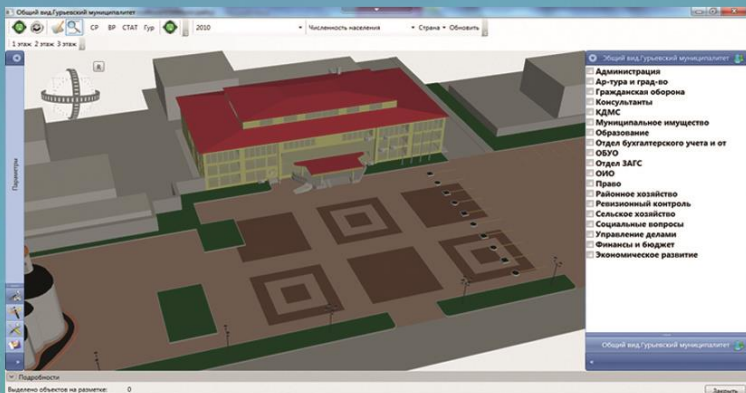 Общий вид.Гурьевский муниципалитет
СР ВР СТАТ Гур 2010 Численность населения Страна Обновить
1 этаж 2 этаж 3 этаж
Параметры
Общий вид.Гурьевский муниципалитет
Администрация
Ар-тура и град-во
Гражданская оборона
Консультанты
КДМС
Муниципальное имущество
Образование
Отдел бухгалтерского учета и от
ОБУО
Отдел ЗАГС
ОИО
Право
Районное хозяйство
Ревизионный контроль
Сельское хозяйство
Социальные вопросы
Управление делами
Финансы и бюджет
Экономическое развитие
Общий вид.Гурьевский муниципалитет
Подробности
Выделено объектов на разметке: 0
Закрыть